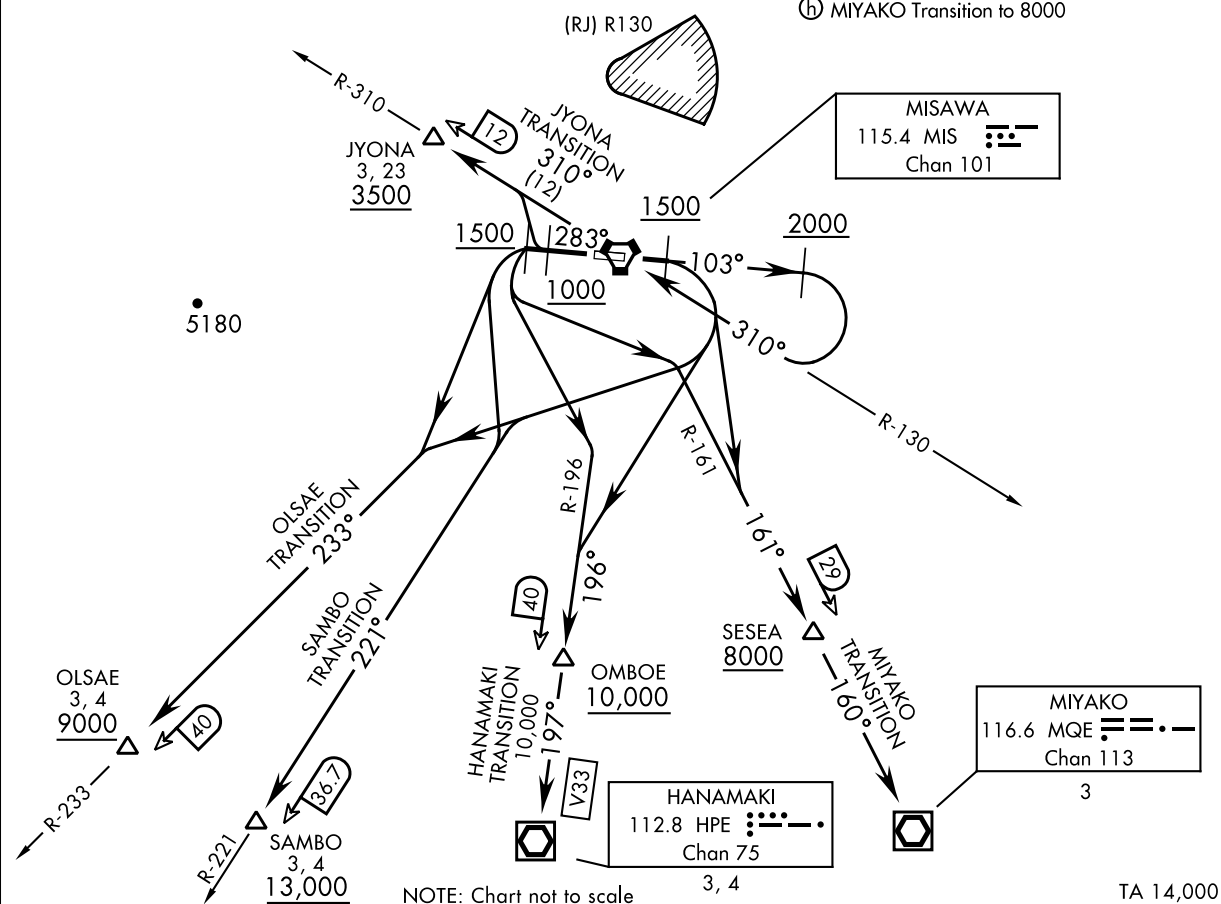 (h) MIYAKO Transition to 8000
(RJ) R130
R-310
12
JYONA
TRANSITION
310°
(12)
JYONA
3, 23
3500
MISAWA
115.4 MIS
Chan 101
1500
1500
283°
1000
103°
2000
310°
5180
R-130
R-161
R-196
OLSAE
TRANSITION
233°
SAMBO
TRANSITION
221°
196°
161°
40
29
SESEA
8000
OMBOE
10,000
HANAMAKI
TRANSITION
10,000
197°
V33
MIYAKO
TRANSITION
160°
OLSAE
3, 4
9000
40
R-233
36.7
SAMBO
3, 4
13,000
R-221
MIYAKO
116.6 MQE
Chan 113
3
HANAMAKI
112.8 HPE
Chan 75
3, 4
NOTE: Chart not to scale
TA 14,000